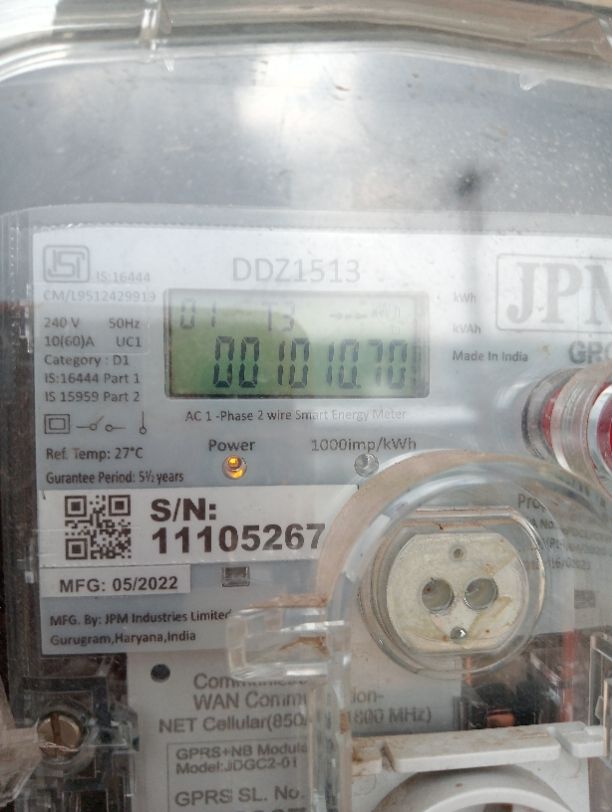 ISI IS:16444
CM/L9512429919
DDZ1513
JPM
GRO
240 V 50Hz
10(60)A UC1
Category : D1
IS:16444 Part 1
IS 15959 Part 2
01 T3
00101070
kWh
kVAh
Made In India
AC 1 -Phase 2 wire Smart Energy Meter
Ref. Temp: 27°C
Power 1000imp/kWh
Gurantee Period: 5½ years
S/N:
11105267
MFG: 05/2022
MFG. By: JPM Industries Limited
Gurugram,Haryana,India
WAN
NET Cellular(850/ 1800 MHz)
GPRS+NB Module
Model:JDGC2-01
GPRS SL. No.